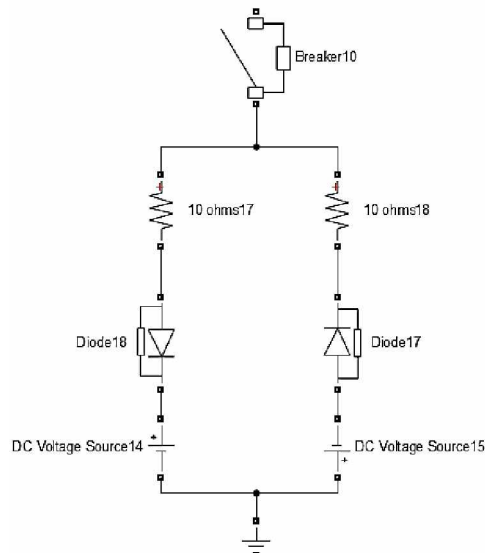 Breaker10
10 ohms17
10 ohms18
Diode18
Diode17
DC Voltage Source14
DC Voltage Source15